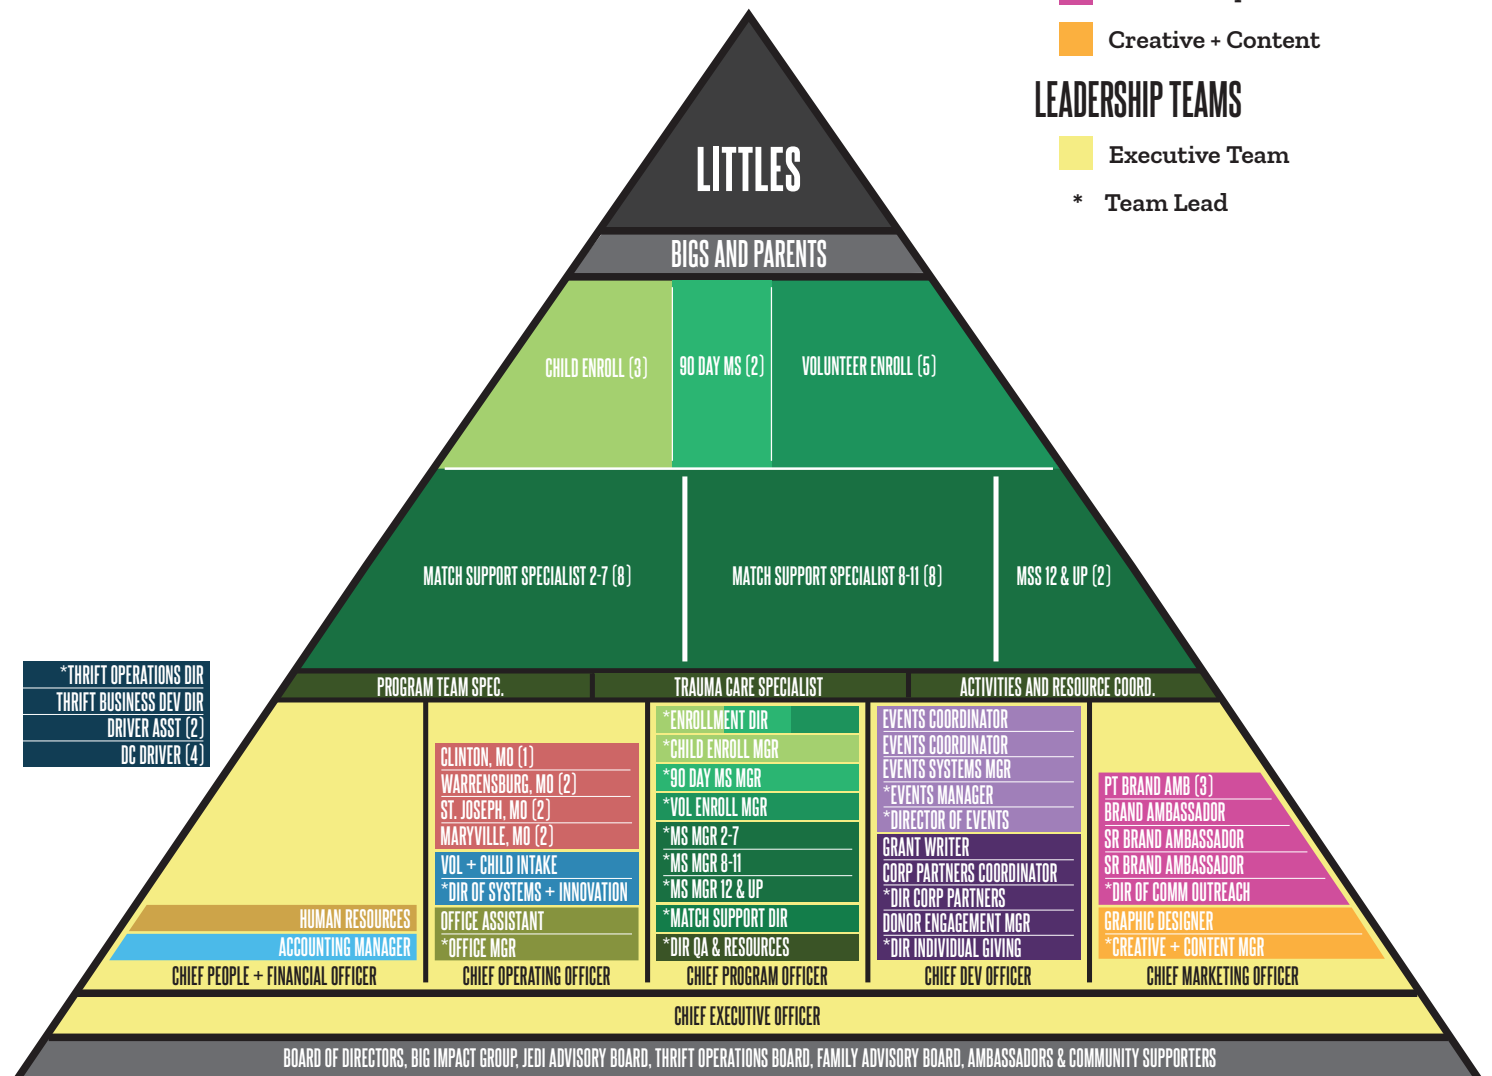 Creative + Content
LEADERSHIP TEAMS
Executive Team
* Team Lead
LITTLES
BIGS AND PARENTS
CHILD ENROLL (3)
90 DAY MS (2)
VOLUNTEER ENROLL (5)
MATCH SUPPORT SPECIALIST 2-7 (8)
MATCH SUPPORT SPECIALIST 8-11 (8)
MSS 12 & UP (2)
*THRIFT OPERATIONS DIR
THRIFT BUSINESS DEV DIR
DRIVER ASST (2)
DC DRIVER (4)
PROGRAM TEAM SPEC.
TRAUMA CARE SPECIALIST
ACTIVITIES AND RESOURCE COORD.
HUMAN RESOURCES
ACCOUNTING MANAGER
CHIEF PEOPLE + FINANCIAL OFFICER
CLINTON, MO (1)
WARRENSBURG, MO (2)
ST. JOSEPH, MO (2)
MARYVILLE, MO (2)
VOL + CHILD INTAKE
*DIR OF SYSTEMS + INNOVATION
OFFICE ASSISTANT
*OFFICE MGR
CHIEF OPERATING OFFICER
*ENROLLMENT DIR
*CHILD ENROLL MGR
*90 DAY MS MGR
*VOL ENROLL MGR
*MS MGR 2-7
*MS MGR 8-11
*MS MGR 12 & UP
*MATCH SUPPORT DIR
*DIR QA & RESOURCES
CHIEF PROGRAM OFFICER
EVENTS COORDINATOR
EVENTS COORDINATOR
EVENTS SYSTEMS MGR
*EVENTS MANAGER
*DIRECTOR OF EVENTS
GRANT WRITER
CORP PARTNERS COORDINATOR
*DIR CORP PARTNERS
DONOR ENGAGEMENT MGR
*DIR INDIVIDUAL GIVING
CHIEF DEV OFFICER
PT BRAND AMB (3)
BRAND AMBASSADOR
SR BRAND AMBASSADOR
SR BRAND AMBASSADOR
*DIR OF COMM OUTREACH
GRAPHIC DESIGNER
*CREATIVE + CONTENT MGR
CHIEF MARKETING OFFICER
CHIEF EXECUTIVE OFFICER
BOARD OF DIRECTORS, BIG IMPACT GROUP, JEDI ADVISORY BOARD, THRIFT OPERATIONS BOARD, FAMILY ADVISORY BOARD, AMBASSADORS & COMMUNITY SUPPORTERS